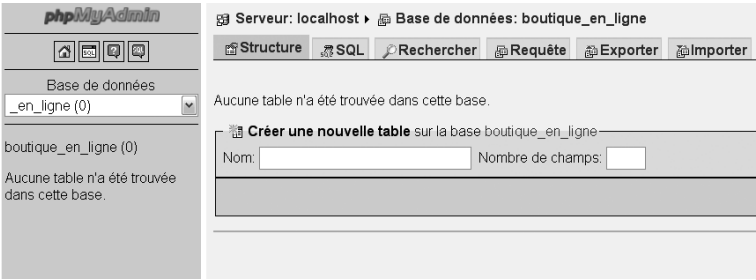 phpMyAdmin
SQL
Base de données
_en_ligne (0)
boutique_en_ligne (0)
Aucune table n'a été trouvée
dans cette base.
Serveur: localhost Base de données: boutique_en_ligne
Structure SQL Rechercher Requête Exporter Importer
Aucune table n'a été trouvée dans cette base.
Créer une nouvelle table sur la base boutique_en_ligne
Nom: Nombre de champs: